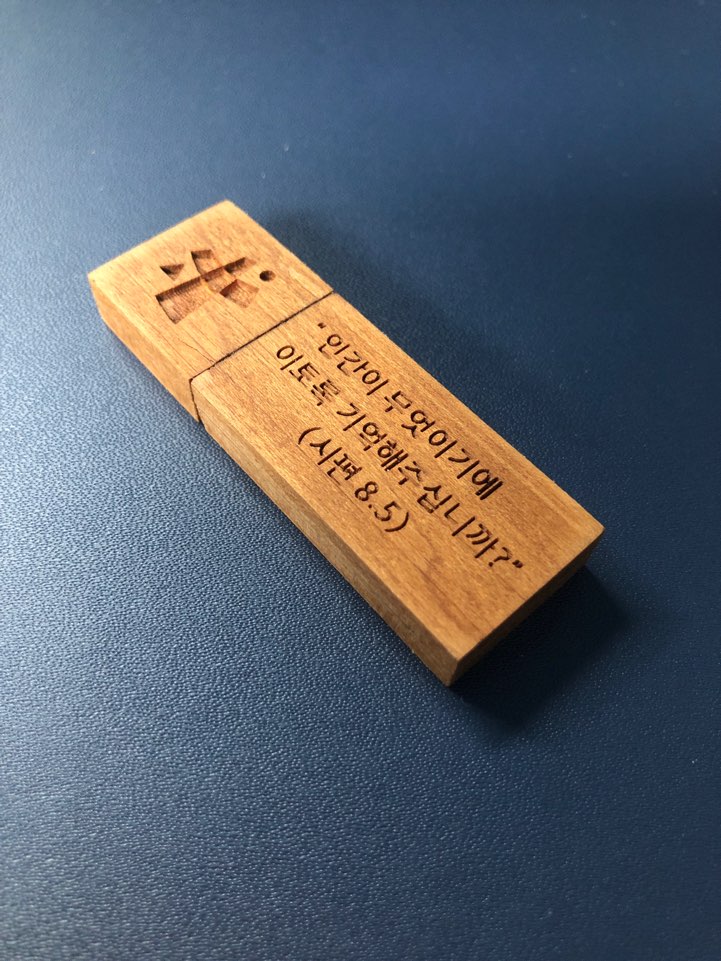 "인간이 무엇이기에
이토록 기억해주십니까?"
(시편 8.5)